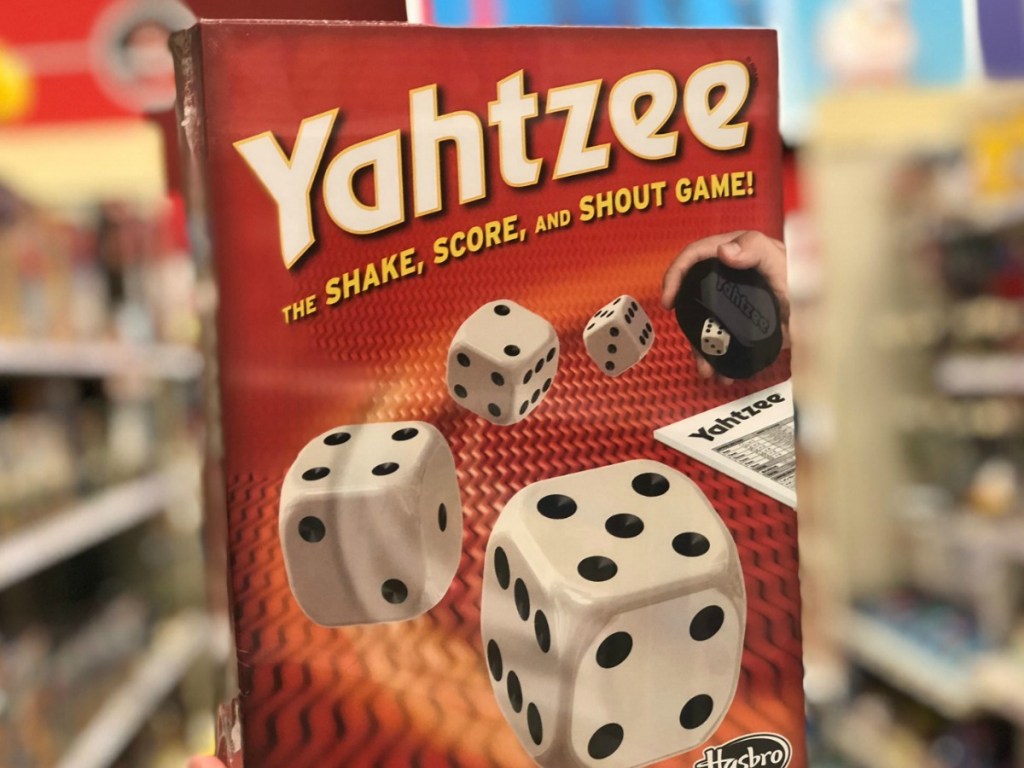 Yahtzee
THE SHAKE, SCORE, AND SHOUT GAME!
Yahtzee
Yahtzee
Hasbro